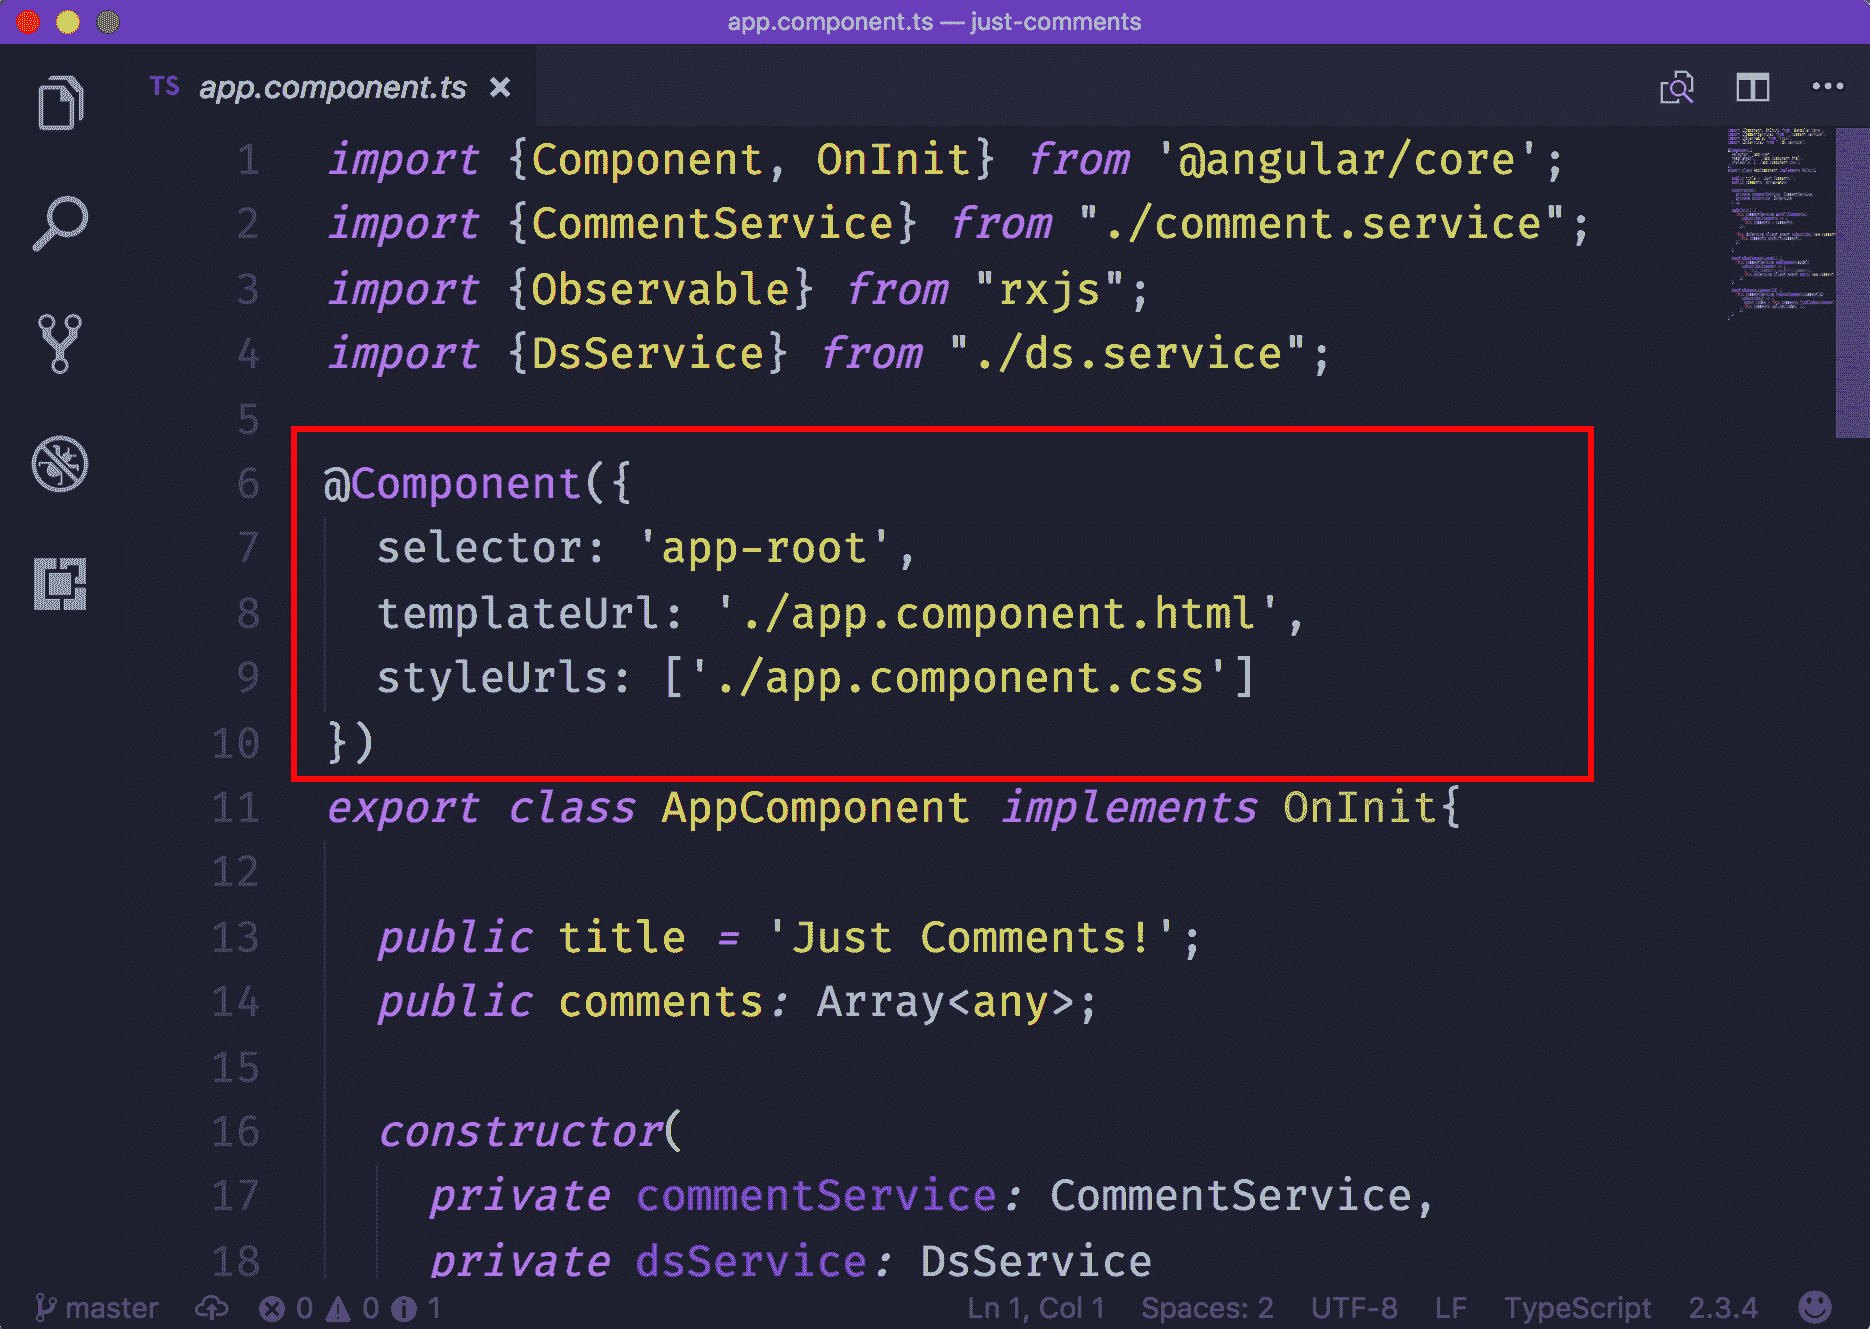 app.component.ts — just-comments
TS app.component.ts ×
1 import {Component, OnInit} from '@angular/core';
2 import {CommentService} from "./comment.service";
3 import {Observable} from "rxjs";
4 import {DsService} from "./ds.service";
5
6 @Component({
7 selector: 'app-root',
8 templateUrl: './app.component.html',
9 styleUrls: ['./app.component.css']
10 })
11 export class AppComponent implements OnInit{
12
13 public title = 'Just Comments!';
14 public comments: Array<any>;
15
16 constructor(
17 private commentService: CommentService,
18 private dsService: DsService
master 0 0 1 Ln 1, Col 1 Spaces: 2 UTF-8 LF TypeScript 2.3.4